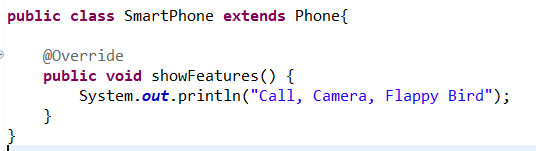 public class SmartPhone extends Phone{
@Override
public void showFeatures() {
System.out.println("Call, Camera, Flappy Bird");
}
}